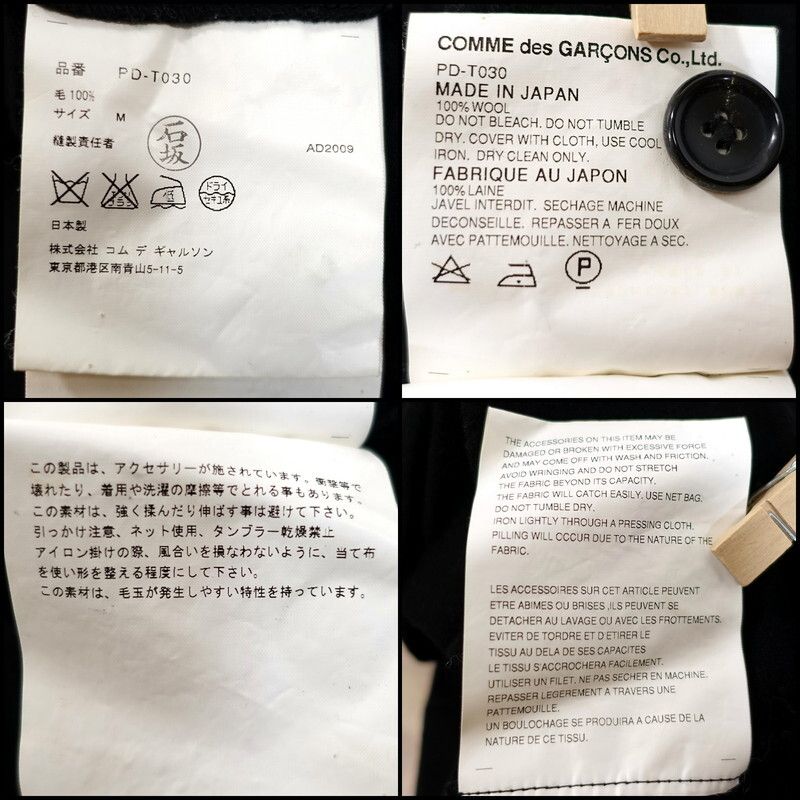 品番 PD-T030
毛 100%
サイズ M
縫製責任者
石坂
AD2009
ドライ
セキユ系
日本製
株式会社 コム デ ギャルソン
東京都港区南青山5-11-5
COMME des GARÇONS Co.,Ltd.
PD-T030
MADE IN JAPAN
100% WOOL
DO NOT BLEACH. DO NOT TUMBLE
DRY. COVER WITH CLOTH. USE COOL
IRON. DRY CLEAN ONLY.
FABRIQUE AU JAPON
100% LAINE
JAVEL INTERDIT. SECHAGE MACHINE
DECONSEILLE. REPASSER A FER DOUX
AVEC PATTEMOUILLE. NETTOYAGE A SEC.
P
この製品は、アクセサリーが施されています。衝撃等で
壊れたり、着用や洗濯の摩擦等でとれる事もあります。
この素材は、強く揉んだり伸ばす事は避けて下さい。
引っかけ注意、ネット使用、タンブラー乾燥禁止
アイロン掛けの際、風合いを損なわないように、当て布
を使い形を整える程度にして下さい。
この素材は、毛玉が発生しやすい特性を持っています。
THE ACCESSORIES ON THIS ITEM MAY BE
DAMAGED OR BROKEN WITH EXCESSIVE FORCE
AND MAY COME OFF WITH WASH AND FRICTION.
AVOID WRINGING AND DO NOT STRETCH
THE FABRIC BEYOND ITS CAPACITY.
THE FABRIC WILL CATCH EASILY. USE NET BAG.
DO NOT TUMBLE DRY.
IRON LIGHTLY THROUGH A PRESSING CLOTH.
PILLING WILL OCCUR DUE TO THE NATURE OF THE
FABRIC.
LES ACCESSOIRES SUR CET ARTICLE PEUVENT
ETRE ABIMES OU BRISES ,ILS PEUVENT SE
DETACHER AU LAVAGE OU AVEC LES FROTTEMENTS.
EVITER DE TORDRE ET D ETIRER LE
TISSU AU DELA DE SES CAPACITES
LE TISSU S'ACCROCHERA FACILEMENT.
UTILISER UN FILET. NE PAS SECHER EN MACHINE.
REPASSER LEGEREMENT A TRAVERS UNE
PATTEMOUILLE.
UN BOULOCHAGE SE PRODUIRA A CAUSE DE LA
NATURE DE CE TISSU.